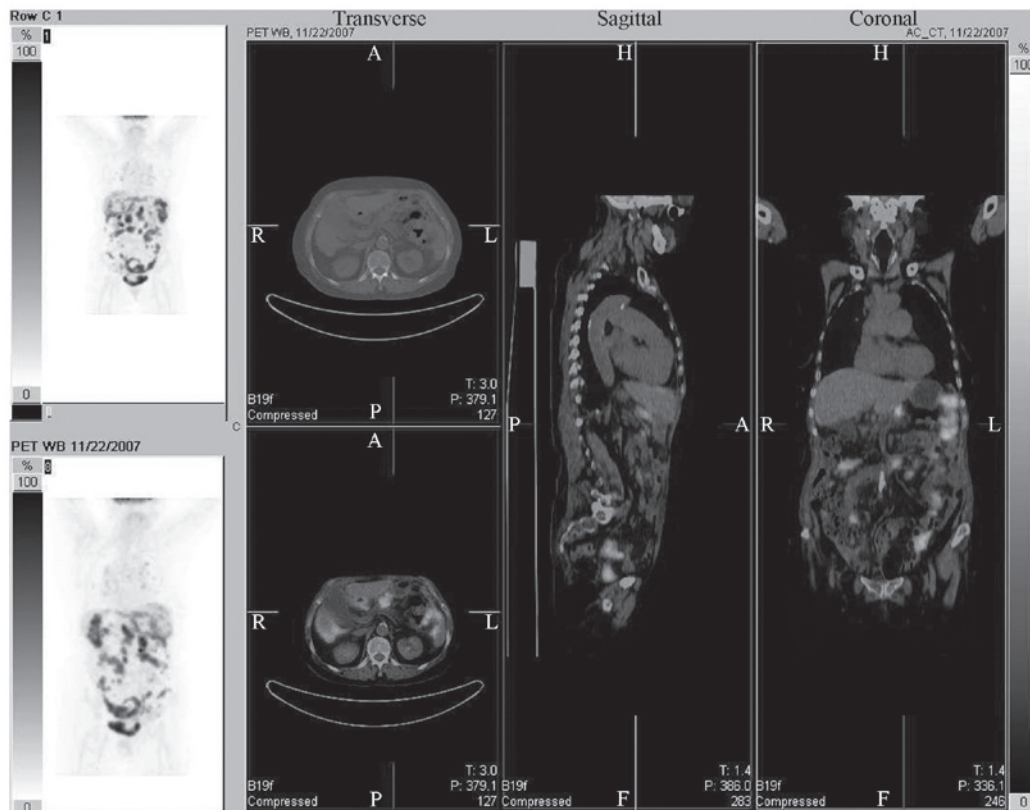 Row C 1
%
100
1
0
PET WB 11/22/2007
%
100
0
Transverse
Sagittal
Coronal
PET WB, 11/22/2007
AC_CT, 11/22/2007
A
R
L
B19f
Compressed
P
T: 3.0
P: 379.1
127
C
A
R
L
B19f
Compressed
P
T: 3.0
P: 379.1
127
H
P
A
B19f
Compressed
F
T: 1.4
P: 386.0
283
H
R
L
B19f
Compressed
F
T: 1.4
P: 336.1
246
%
100
0